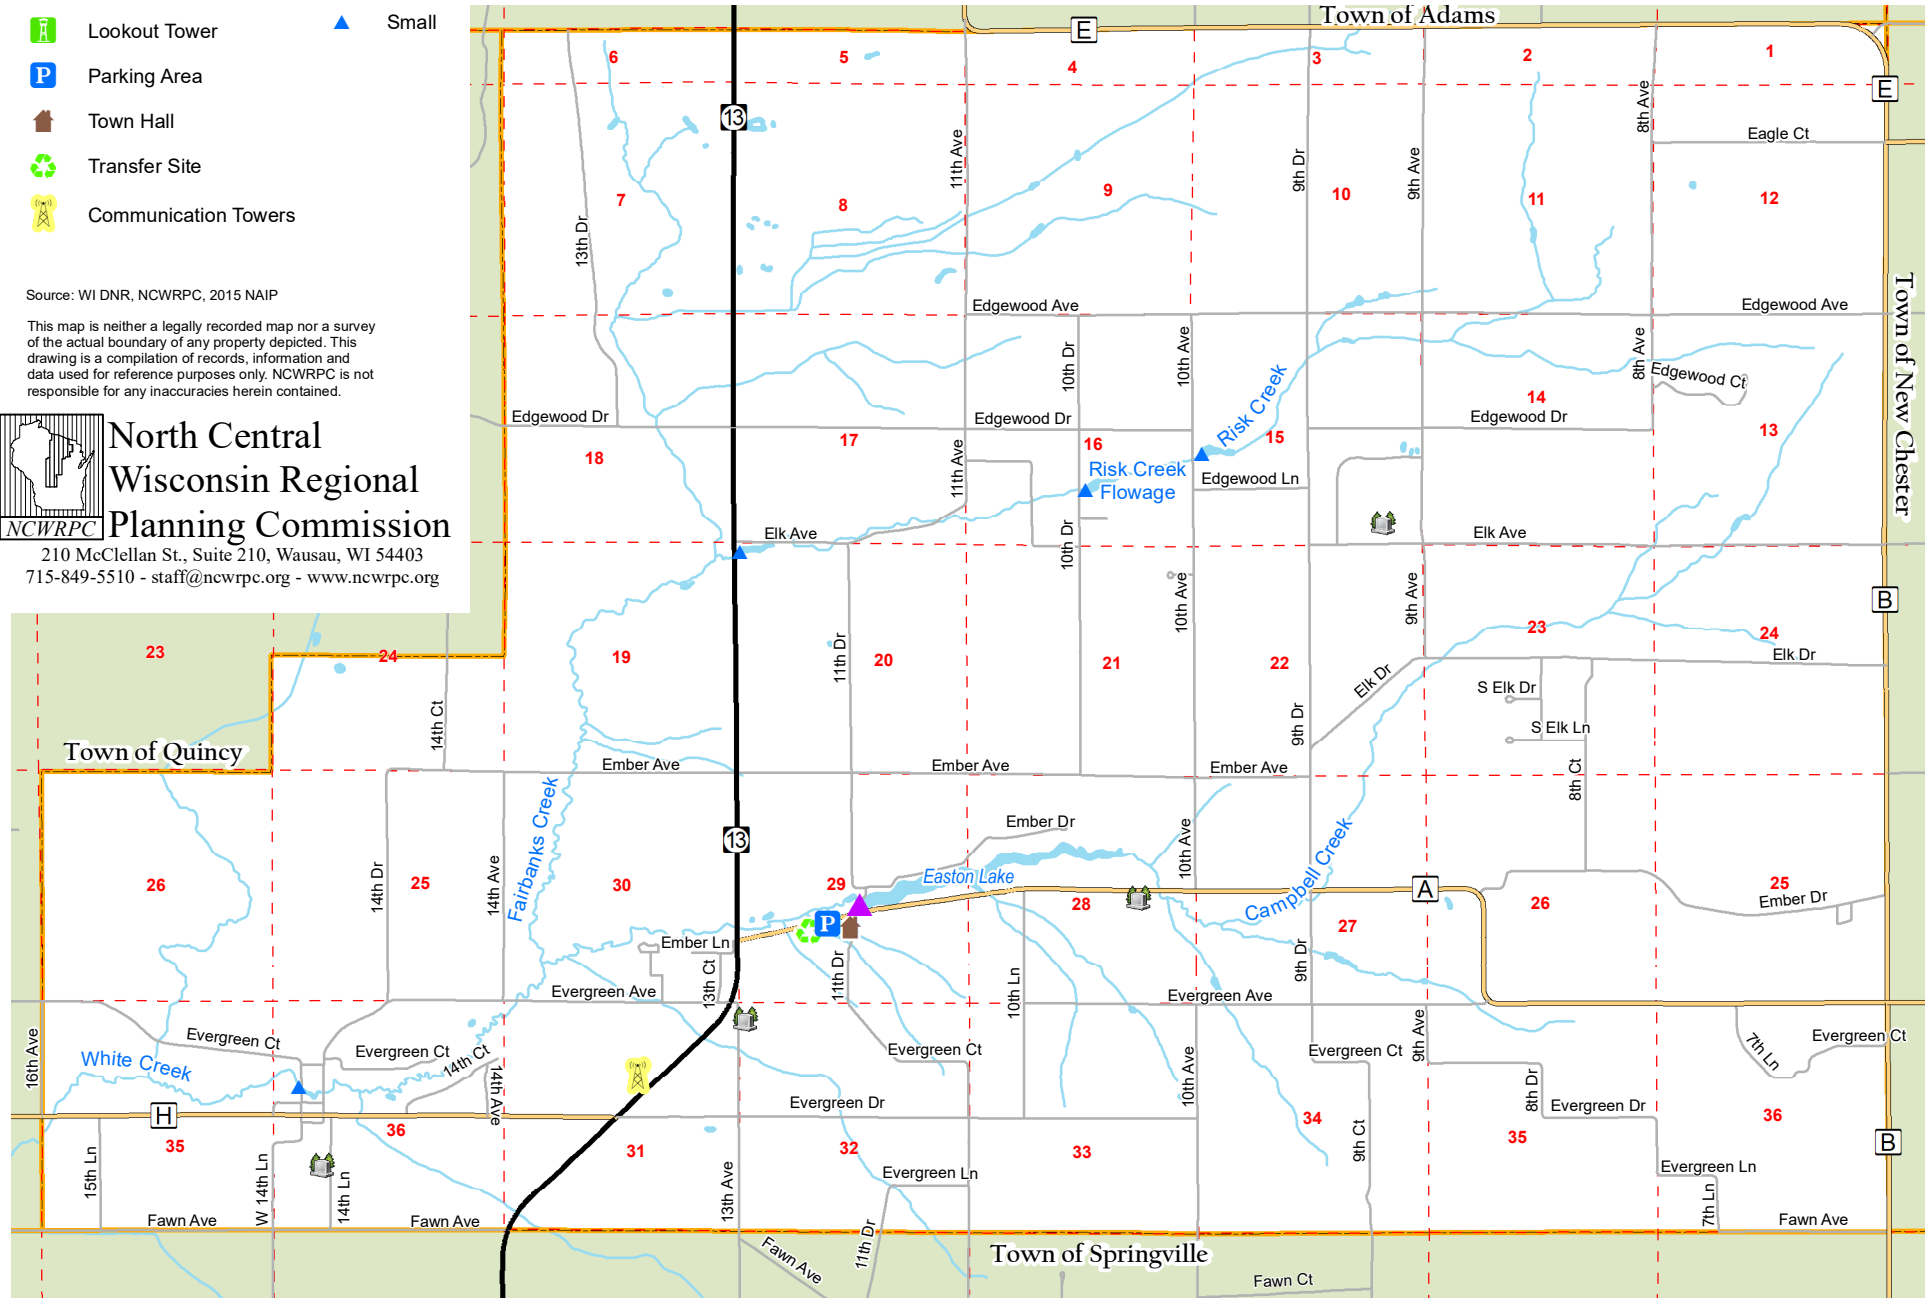 Lookout Tower
Small
Parking Area
Town Hall
Transfer Site
Communication Towers
Source: WI DNR, NCWRPC, 2015 NAIP
This map is neither a legally recorded map nor a survey
of the actual boundary of any property depicted. This
drawing is a compilation of records, information and
data used for reference purposes only. NCWRPC is not
responsible for any inaccuracies herein contained.
NCWRPC
North Central
Wisconsin Regional
Planning Commission
210 McClellan St., Suite 210, Wausau, WI 54403
715-849-5510 - staff@ncwrpc.org - www.ncwrpc.org
Town of Adams
E
6
5
4
3
2
1
E
13
8th Ave
Eagle Ct
11th Ave
9th Dr
9th Ave
7
8
9
10
11
12
13th Dr
Edgewood Ave
Edgewood Ave
Town of New Chester
10th Dr
10th Ave
8th Ave
Edgewood Ct
Risk Creek
14
Edgewood Dr
Edgewood Dr
Edgewood Dr
18
17
16
15
13
11th Ave
Risk Creek
Flowage
Edgewood Ln
Elk Ave
10th Dr
Elk Ave
10th Ave
9th Ave
B
23
24
19
11th Dr
20
21
22
23
24
Elk Dr
Elk Dr
S Elk Dr
14th Ct
9th Dr
S Elk Ln
Town of Quincy
Ember Ave
Ember Ave
Ember Ave
8th Ct
Fairbanks Creek
13
Ember Dr
10th Ave
Campbell Creek
26
14th Dr
25
14th Ave
30
29
Easton Lake
28
A
26
25
Ember Dr
P
27
Ember Ln
13th Ct
11th Dr
10th Ln
9th Dr
Evergreen Ave
Evergreen Ave
16th Ave
Evergreen Ct
Evergreen Ct
14th Ct
White Creek
14th Ave
Evergreen Ct
Evergreen Ct
9th Ave
7th Ln
Evergreen Ct
10th Ave
8th Dr
H
Evergreen Dr
Evergreen Dr
35
36
31
32
33
34
35
36
9th Ct
15th Ln
W 14th Ln
14th Ln
13th Ave
Evergreen Ln
Evergreen Ln
7th Ln
B
Fawn Ave
Fawn Ave
Fawn Ave
11th Dr
Fawn Ave
Town of Springville
Fawn Ct